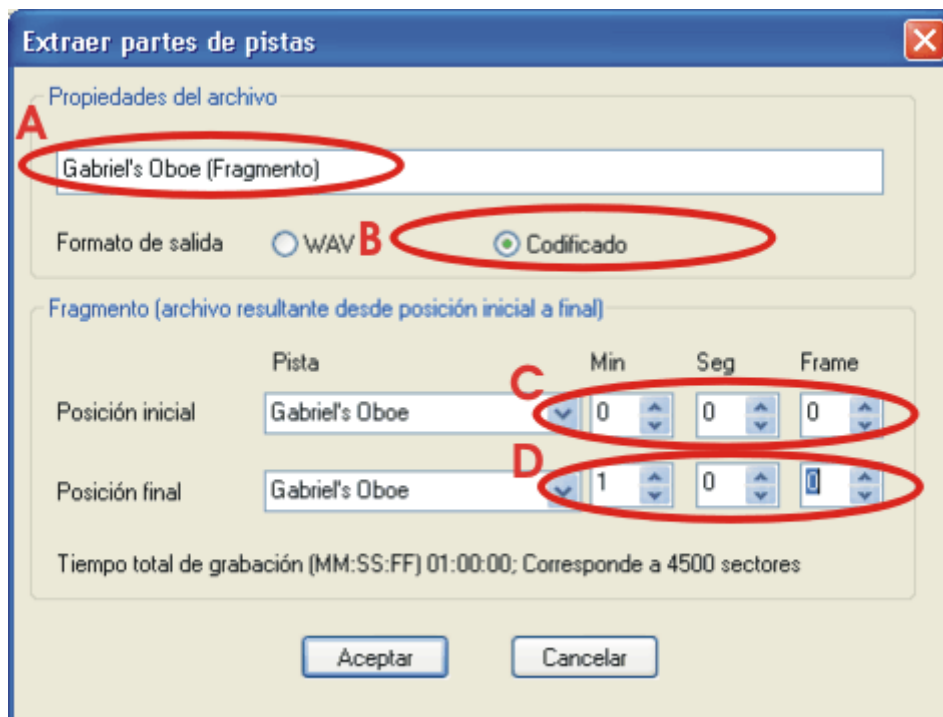 Extraer partes de pistas
Propiedades del archivo
A
Gabriel's Oboe (Fragmento)
Formato de salida WAV B Codificado
Fragmento (archivo resultante desde posición inicial a final)
Pista Min Seg Frame
C
Posición inicial Gabriel's Oboe 0 0 0
D
Posición final Gabriel's Oboe 1 0 0
Tiempo total de grabación (MM:SS:FF) 01:00:00; Corresponde a 4500 sectores
Aceptar Cancelar